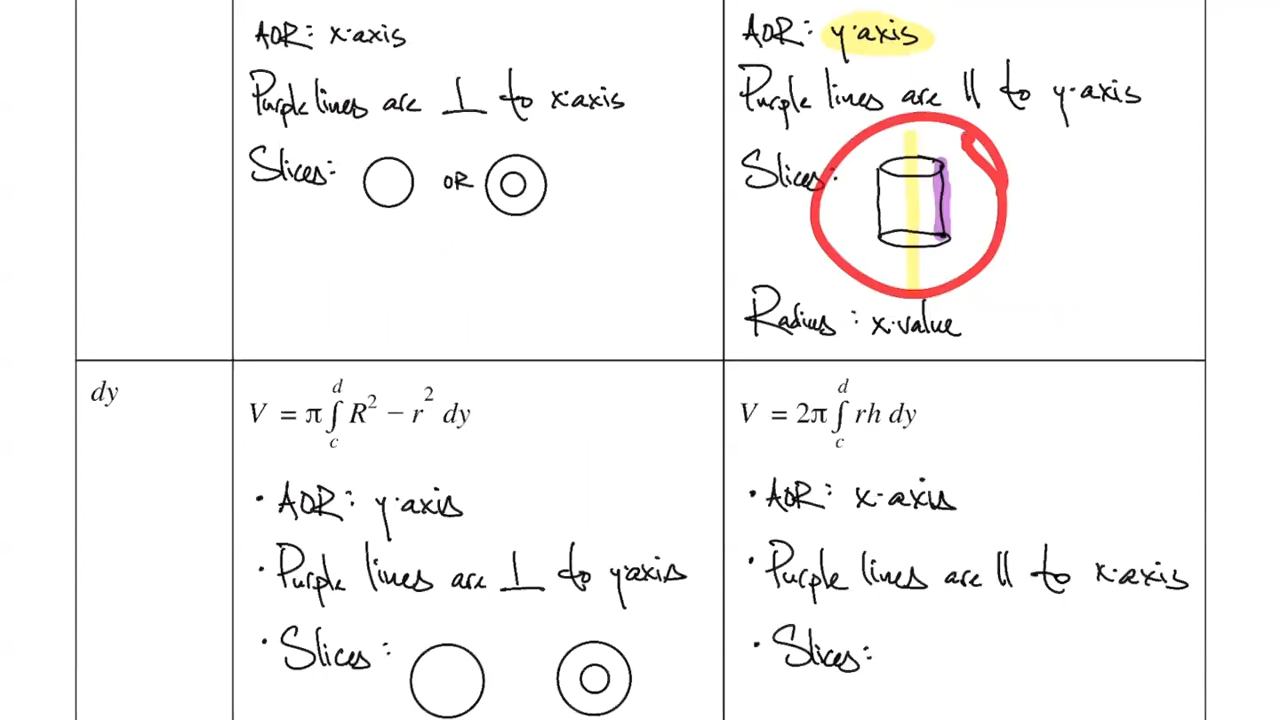 AOR: x-axis
Purple lines are ⊥ to x-axis
Slices: OR
AOR: y-axis
Purple lines are || to y-axis
Slices:
Radius: x-value
dy
V = π∫_c^d R² − r² dy
• AOR: y-axis
• Purple lines are ⊥ to y-axis
• Slices:
V = 2π∫_c^d rh dy
• AOR: x-axis
• Purple lines are || to x-axis
• Slices: